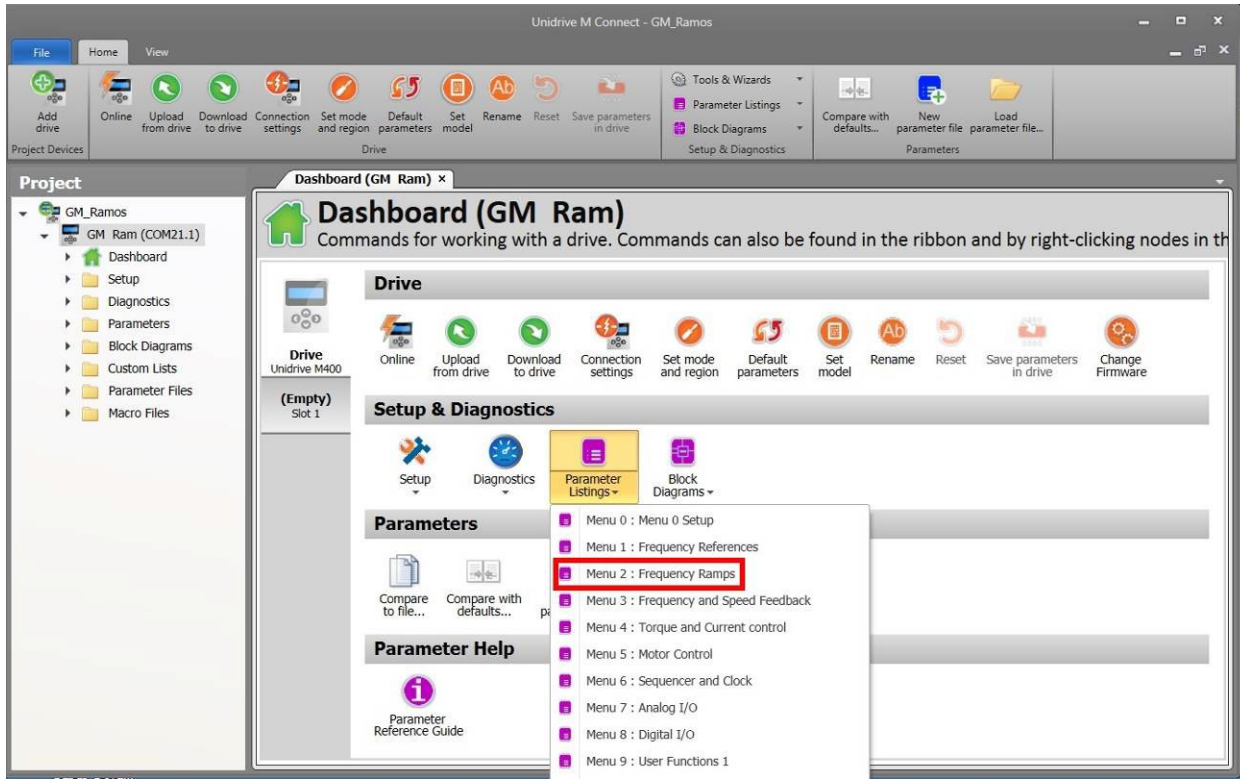 Unidrive M Connect - GM_Ramos
File Home View
Add drive
Online
Upload from drive
Download to drive
Connection settings
Set mode and region
Default parameters
Set model
Rename
Reset
Save parameters in drive
Tools & Wizards
Parameter Listings
Block Diagrams
Compare with defaults...
New parameter file
Load parameter file...
Project Devices
Drive
Setup & Diagnostics
Parameters
Project
GM_Ramos
GM Ram (COM21.1)
Dashboard
Setup
Diagnostics
Parameters
Block Diagrams
Custom Lists
Parameter Files
Macro Files
Dashboard (GM Ram) ×
Dashboard (GM Ram)
Commands for working with a drive. Commands can also be found in the ribbon and by right-clicking nodes in th
Drive
Unidrive M400
(Empty)
Slot 1
Drive
Online
Upload from drive
Download to drive
Connection settings
Set mode and region
Default parameters
Set model
Rename
Reset
Save parameters in drive
Change Firmware
Setup & Diagnostics
Setup
Diagnostics
Parameter Listings
Block Diagrams
Parameters
Compare to file...
Compare with defaults...
Menu 0 : Menu 0 Setup
Menu 1 : Frequency References
Menu 2 : Frequency Ramps
Menu 3 : Frequency and Speed Feedback
Menu 4 : Torque and Current control
Menu 5 : Motor Control
Menu 6 : Sequencer and Clock
Menu 7 : Analog I/O
Menu 8 : Digital I/O
Menu 9 : User Functions 1
Parameter Help
Parameter Reference Guide